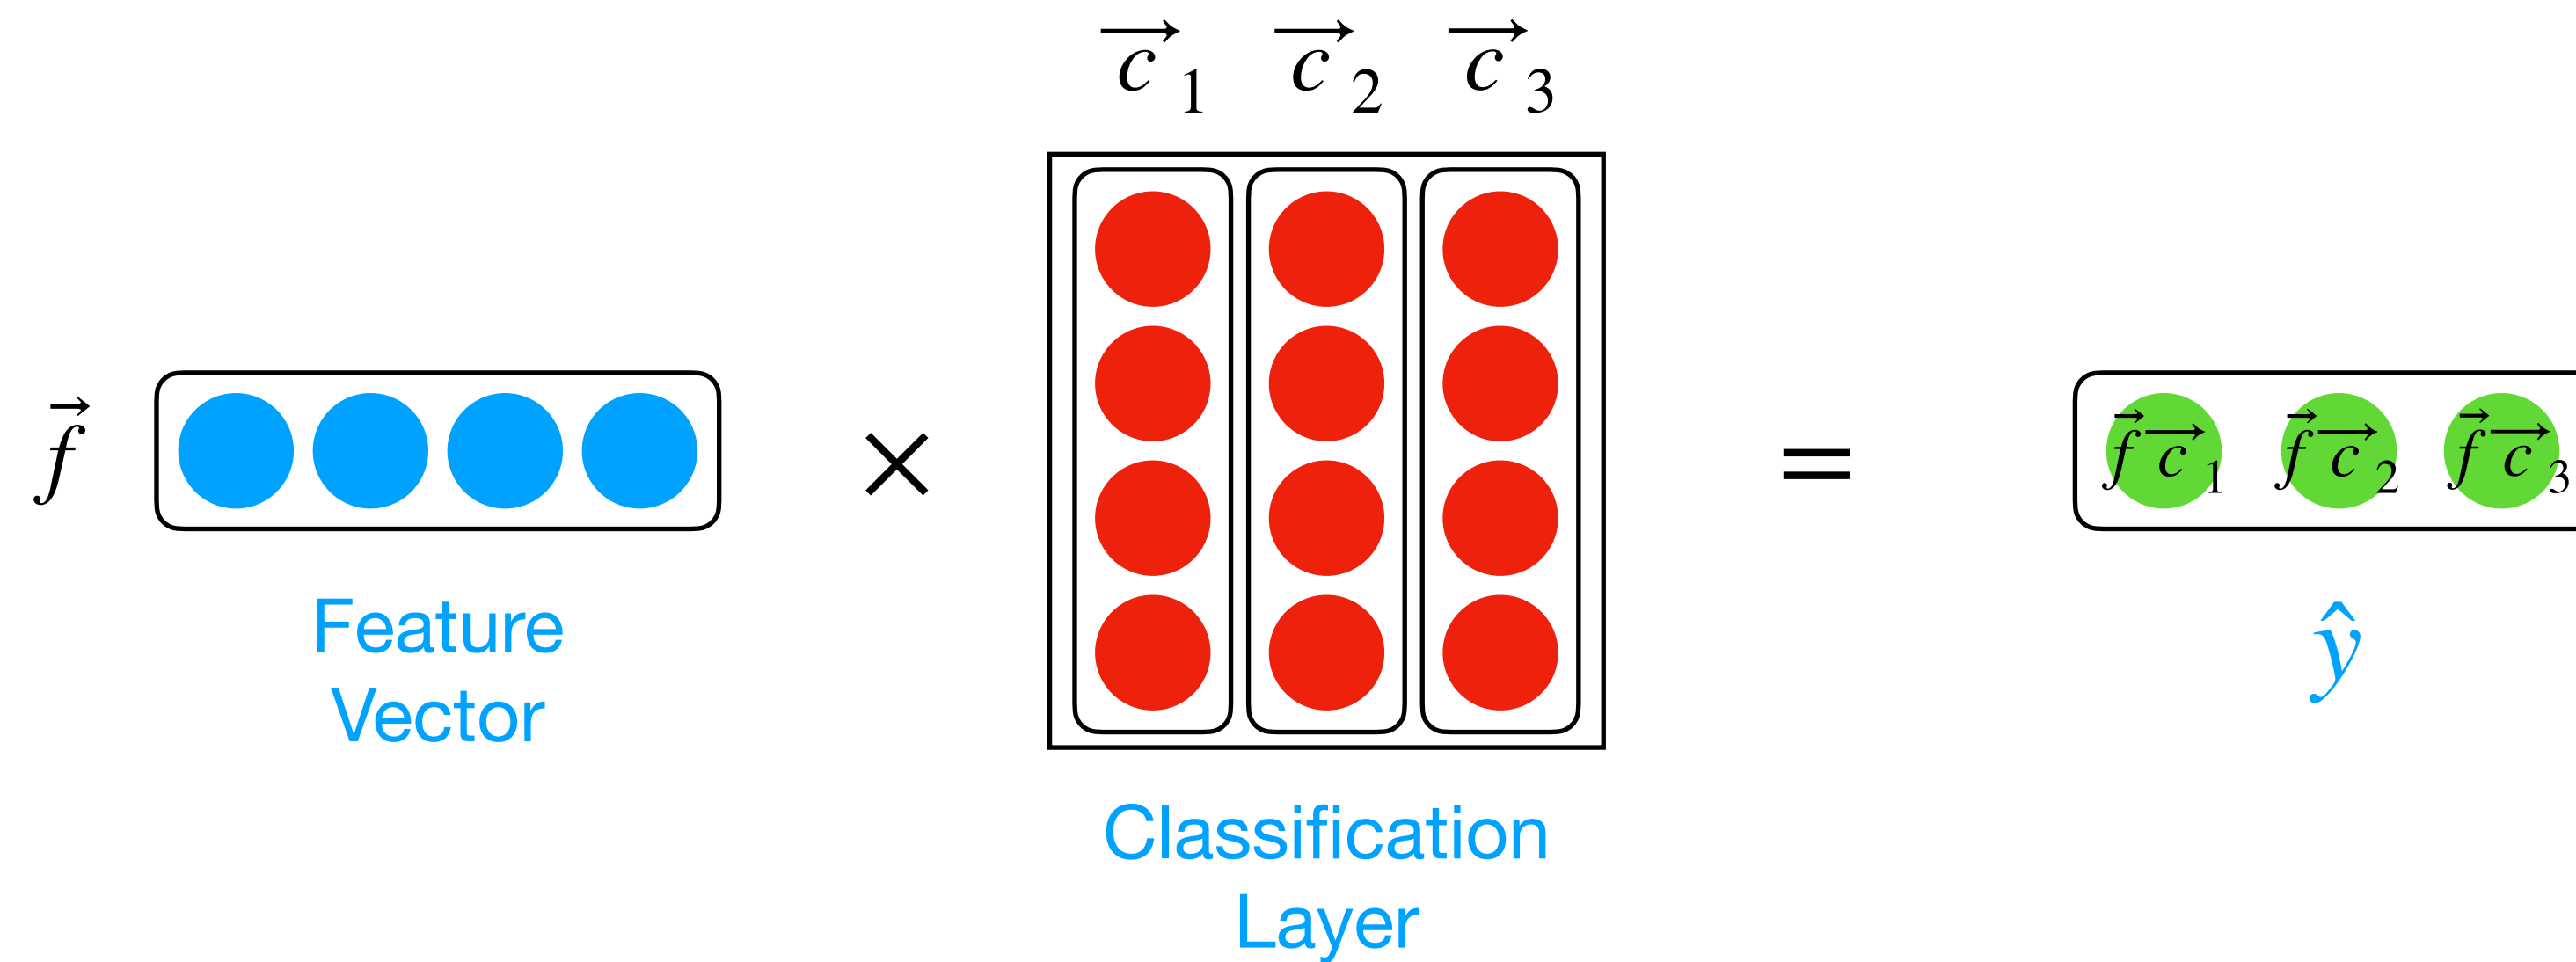 c⃗ 1 c⃗ 2 c⃗ 3
f⃗ × = f⃗ c⃗ 1 f⃗ c⃗ 2 f⃗ c⃗ 3
Feature
Vector
ŷ
Classification
Layer